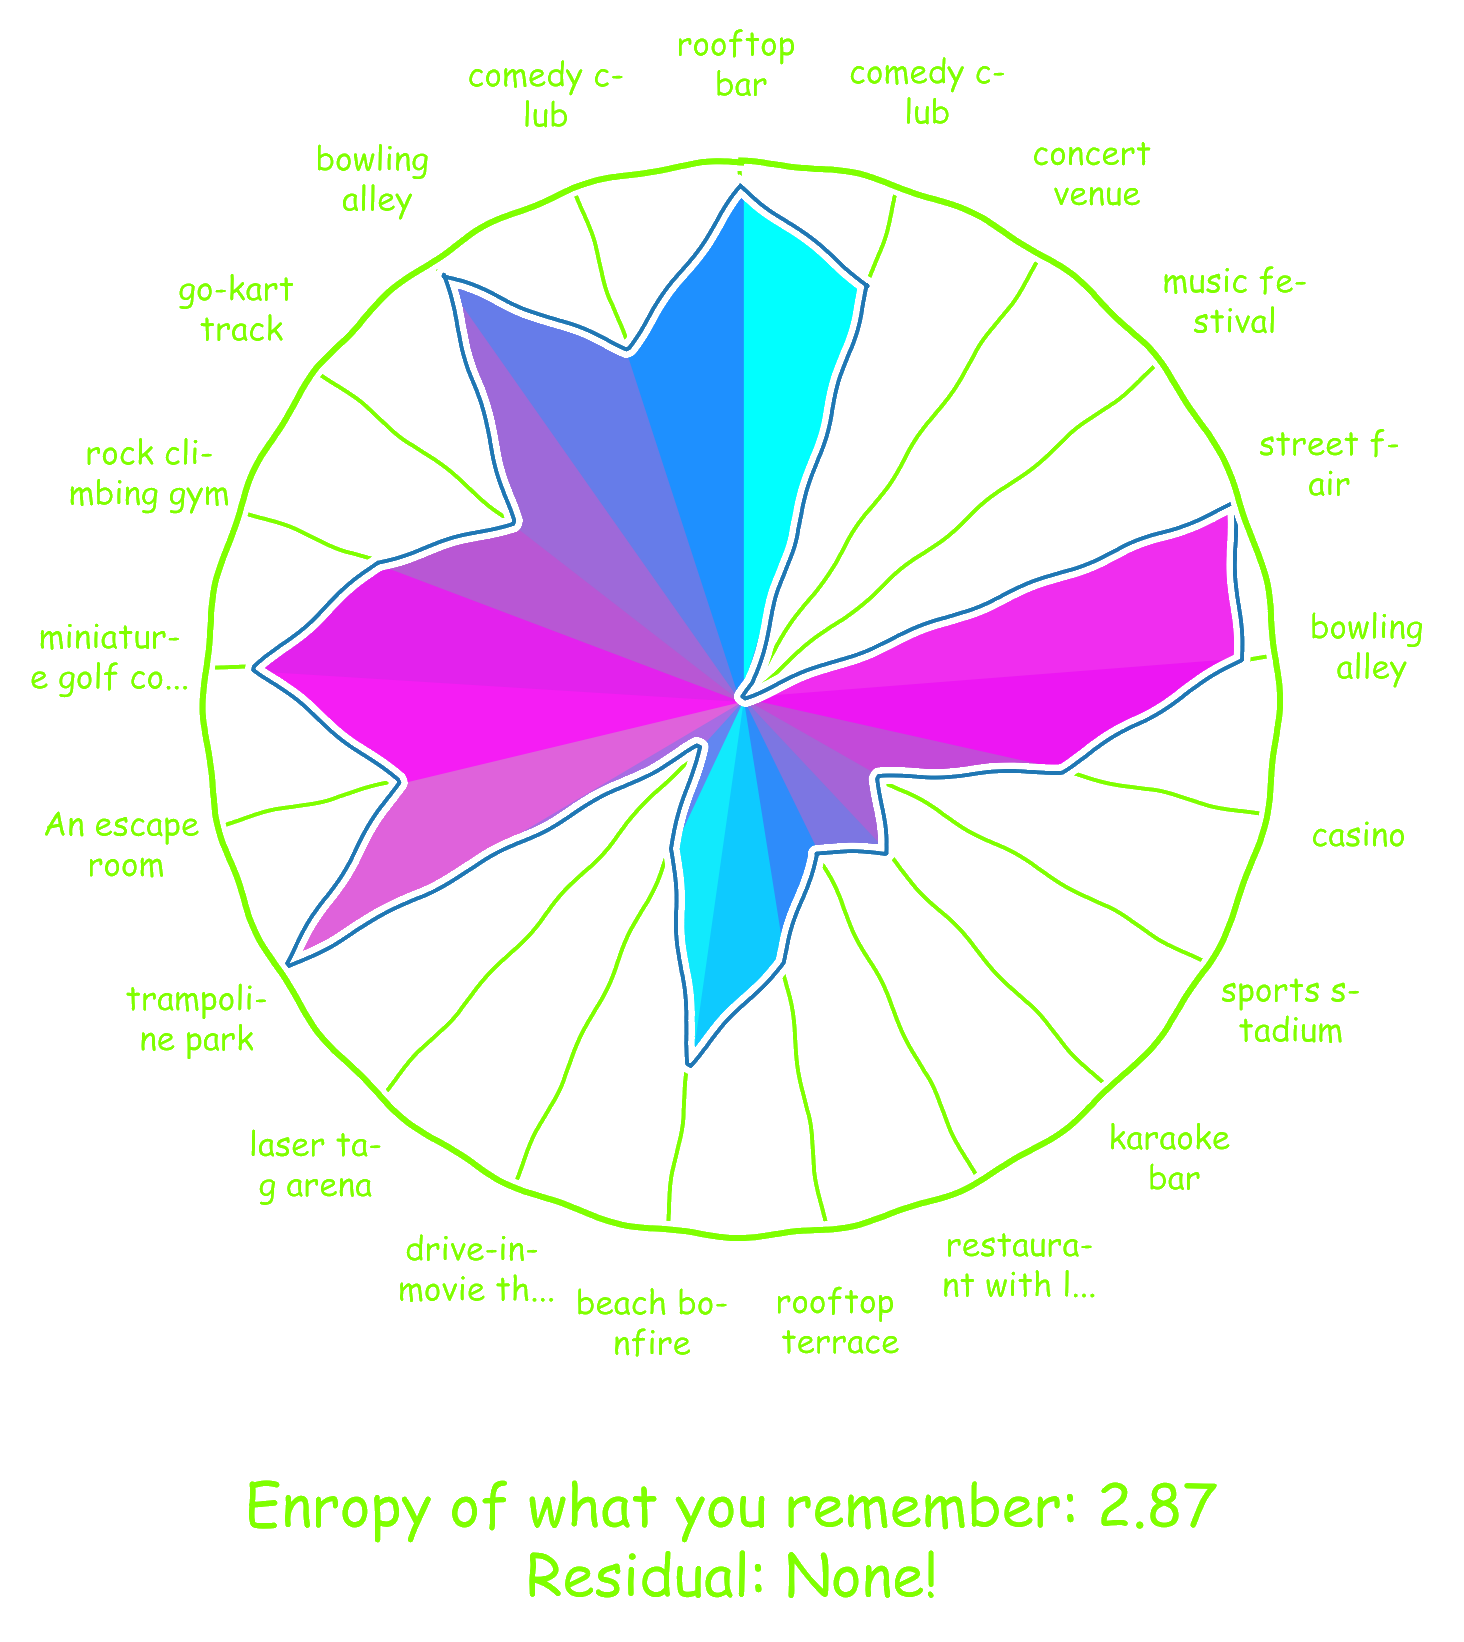 rooftop
bar
comedy c-
lub
concert
venue
music fe-
stival
street f-
air
bowling
alley
casino
sports s-
tadium
karaoke
bar
restaura-
nt with l...
rooftop
terrace
beach bo-
nfire
drive-in-
movie th...
laser ta-
g arena
trampoli-
ne park
An escape
room
miniatur-
e golf co...
rock cli-
mbing gym
go-kart
track
bowling
alley
comedy c-
lub
Enropy of what you remember: 2.87
Residual: None!